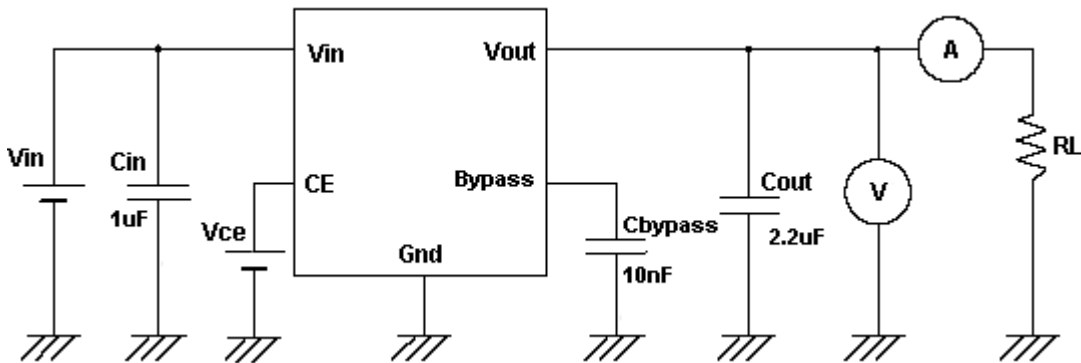 Vin
Vout
A
Vin
Cin
1uF
CE
Vce
Bypass
Gnd
Cbypass
10nF
Cout
2.2uF
V
RL